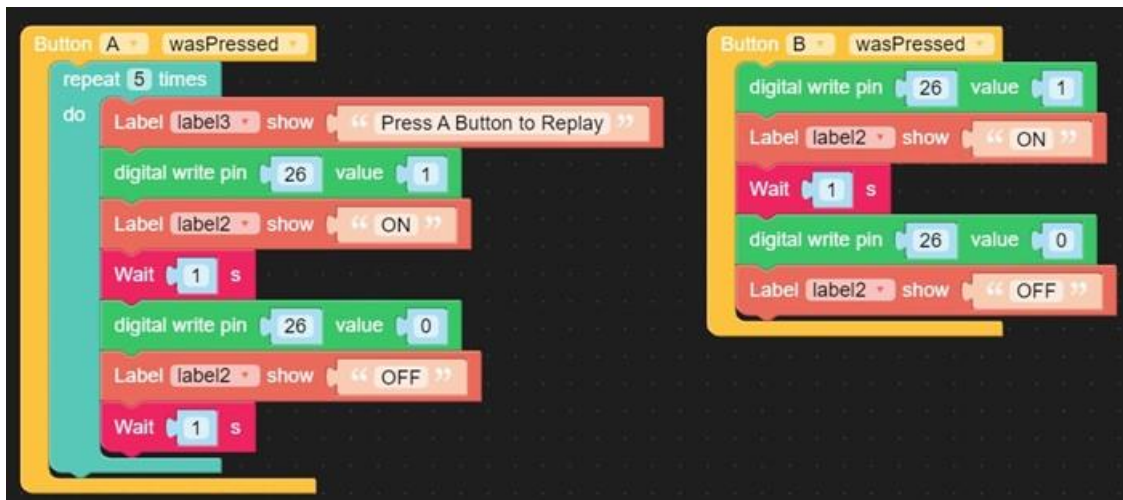 Button A wasPressed
repeat 5 times
do
Label label3 show “ Press A Button to Replay ”
digital write pin 26 value 1
Label label2 show “ ON ”
Wait 1 s
digital write pin 26 value 0
Label label2 show “ OFF ”
Wait 1 s
Button B wasPressed
digital write pin 26 value 1
Label label2 show “ ON ”
Wait 1 s
digital write pin 26 value 0
Label label2 show “ OFF ”